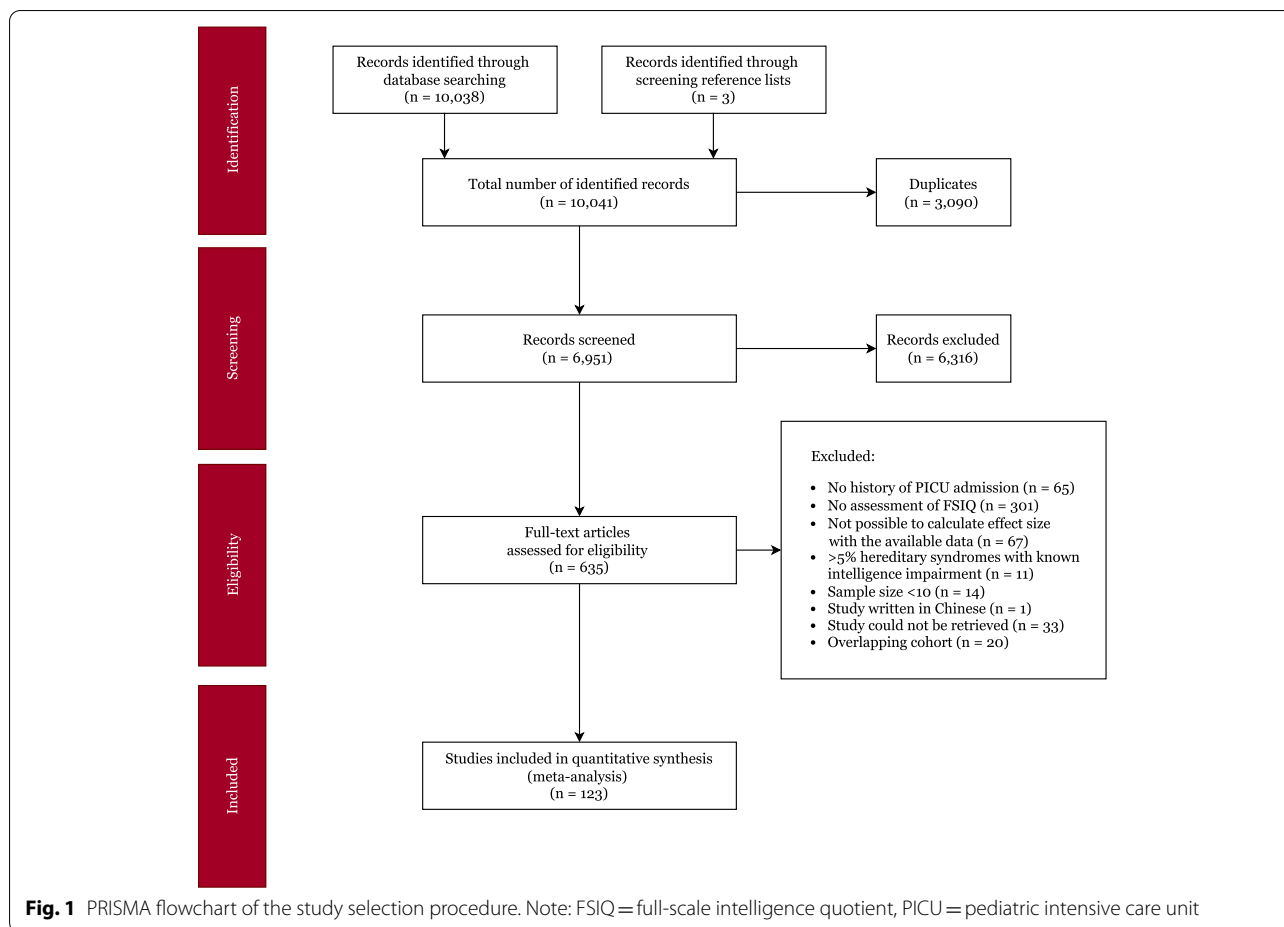 Identification
Records identified through
database searching
(n = 10,038)
Records identified through
screening reference lists
(n = 3)
Total number of identified records
(n = 10,041)
Duplicates
(n = 3,090)
Screening
Records screened
(n = 6,951)
Records excluded
(n = 6,316)
Eligibility
Full-text articles
assessed for eligibility
(n = 635)
Excluded:
• No history of PICU admission (n = 65)
• No assessment of FSIQ (n = 301)
• Not possible to calculate effect size
with the available data (n = 67)
• >5% hereditary syndromes with known
intelligence impairment (n = 11)
• Sample size <10 (n = 14)
• Study written in Chinese (n = 1)
• Study could not be retrieved (n = 33)
• Overlapping cohort (n = 20)
Included
Studies included in quantitative synthesis
(meta-analysis)
(n = 123)
Fig. 1 PRISMA flowchart of the study selection procedure. Note: FSIQ = full-scale intelligence quotient, PICU = pediatric intensive care unit